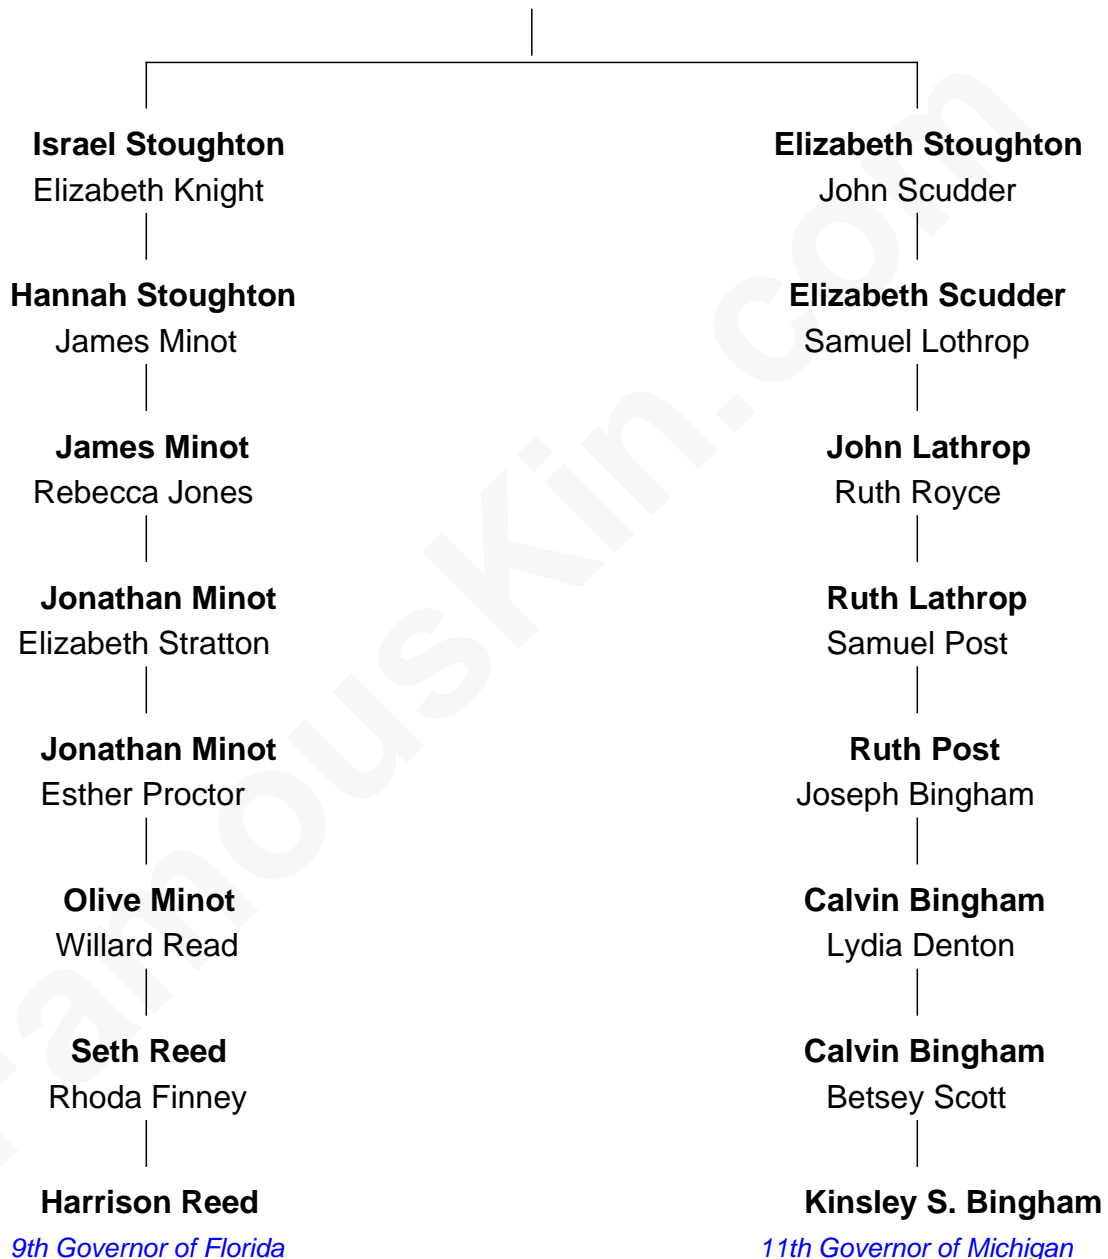 Israel Stoughton
Elizabeth Knight
Hannah Stoughton
James Minot
James Minot
Rebecca Jones
Jonathan Minot
Elizabeth Stratton
Jonathan Minot
Esther Proctor
Olive Minot
Willard Read
Seth Reed
Rhoda Finney
Harrison Reed
9th Governor of Florida
Elizabeth Stoughton
John Scudder
Elizabeth Scudder
Samuel Lothrop
John Lathrop
Ruth Royce
Ruth Lathrop
Samuel Post
Ruth Post
Joseph Bingham
Calvin Bingham
Lydia Denton
Calvin Bingham
Betsey Scott
Kinsley S. Bingham
11th Governor of Michigan
FamousKin.com